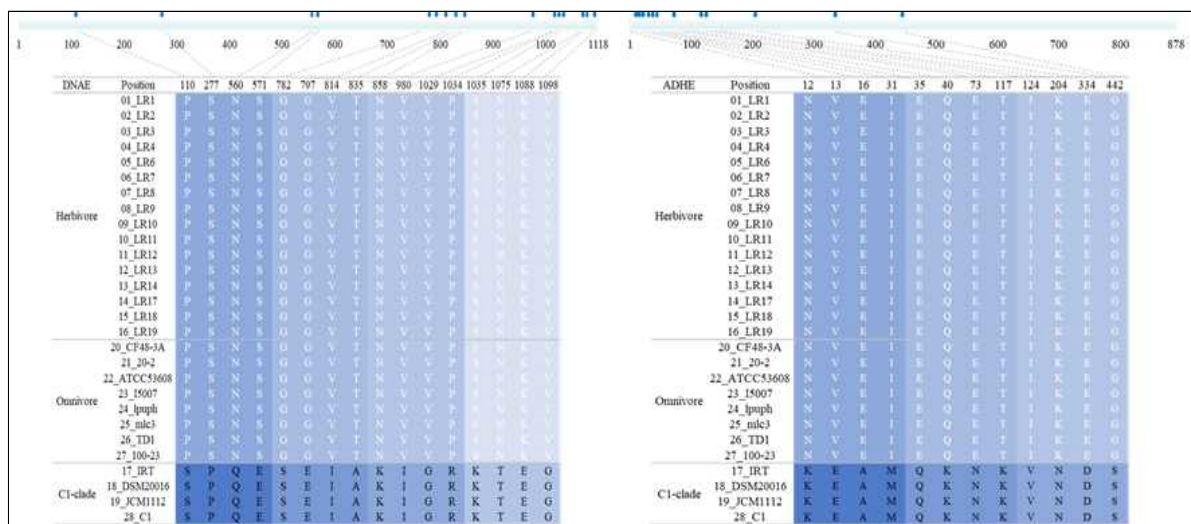 1 100 200 300 400 500 600 700 800 900 1000 1118
DNAE Position 110 277 560 571 782 797 814 835 858 980 1029 1034 1035 1075 1088 1098
Herbivore
01_LR1 P S N S G G V T N V V P K V
02_LR2 P S N S G G V T N V V P K V
03_LR3 P S N S G G V T N V V P K V
04_LR4 P S N S G G V T N V V P K V
05_LR6 P S N S G G V T N V V P K V
06_LR7 P S N S G G V T N V V P K V
07_LR8 P S N S G G V T N V V P K V
08_LR9 P S N S G G V T N V V P K V
09_LR10 P S N S G G V T N V V P K V
10_LR11 P S N S G G V T N V V P K V
11_LR12 P S N S G G V T N V V P K V
12_LR13 P S N S G G V T N V V P K V
13_LR14 P S N S G G V T N V V P K V
14_LR17 P S N S G G V T N V V P K V
15_LR18 P S N S G G V T N V V P K V
16_LR19 P S N S G G V T N V V P K V
Omnivore
20_CF48-3A P S N S G G V T N V V P K V
21_20-2 P S N S G G V T N V V P K V
22_ATCC53608 P S N S G G V T N V V P K V
23_I5007 P S N S G G V T N V V P K V
24_lpuph P S N S G G V T N V V P K V
25_mlc3 P S N S G G V T N V V P K V
26_TD1 P S N S G G V T N V V P K V
27_100-23 P S N S G G V T N V V P K V
C1-clade
17_IRT S P Q E S E I A K I G R K T E G
18_DSM20016 S P Q E S E I A K I G R K T E G
19_JCM1112 S P Q E S E I A K I G R K T E G
28_C1 S P Q E S E I A K I G R K T E G
1 100 200 300 400 500 600 700 800 878
ADHE Position 12 13 16 31 35 40 73 117 124 204 334 442
Herbivore
01_LR1 N V E I E Q E T I K E G
02_LR2 N V E I E Q E T I K E G
03_LR3 N V E I E Q E T I K E G
04_LR4 N V E I E Q E T I K E G
05_LR6 N V E I E Q E T I K E G
06_LR7 N V E I E Q E T I K E G
07_LR8 N V E I E Q E T I K E G
08_LR9 N V E I E Q E T I K E G
09_LR10 N V E I E Q E T I K E G
10_LR11 N V E I E Q E T I K E G
11_LR12 N V E I E Q E T I K E G
12_LR13 N V E I E Q E T I K E G
13_LR14 N V E I E Q E T I K E G
14_LR17 N V E I E Q E T I K E G
15_LR18 N V E I E Q E T I K E G
16_LR19 N V E I E Q E T I K E G
Omnivore
20_CF48-3A N V E I E Q E T I K E G
21_20-2 N V E I E Q E T I K E G
22_ATCC53608 N V E I E Q E T I K E G
23_I5007 N V E I E Q E T I K E G
24_lpuph N V E I E Q E T I K E G
25_mlc3 N V E I E Q E T I K E G
26_TD1 N V E I E Q E T I K E G
27_100-23 N V E I E Q E T I K E G
C1-clade
17_IRT K E A M Q K N K V N D S
18_DSM20016 K E A M Q K N K V N D S
19_JCM1112 K E A M Q K N K V N D S
28_C1 K E A M Q K N K V N D S